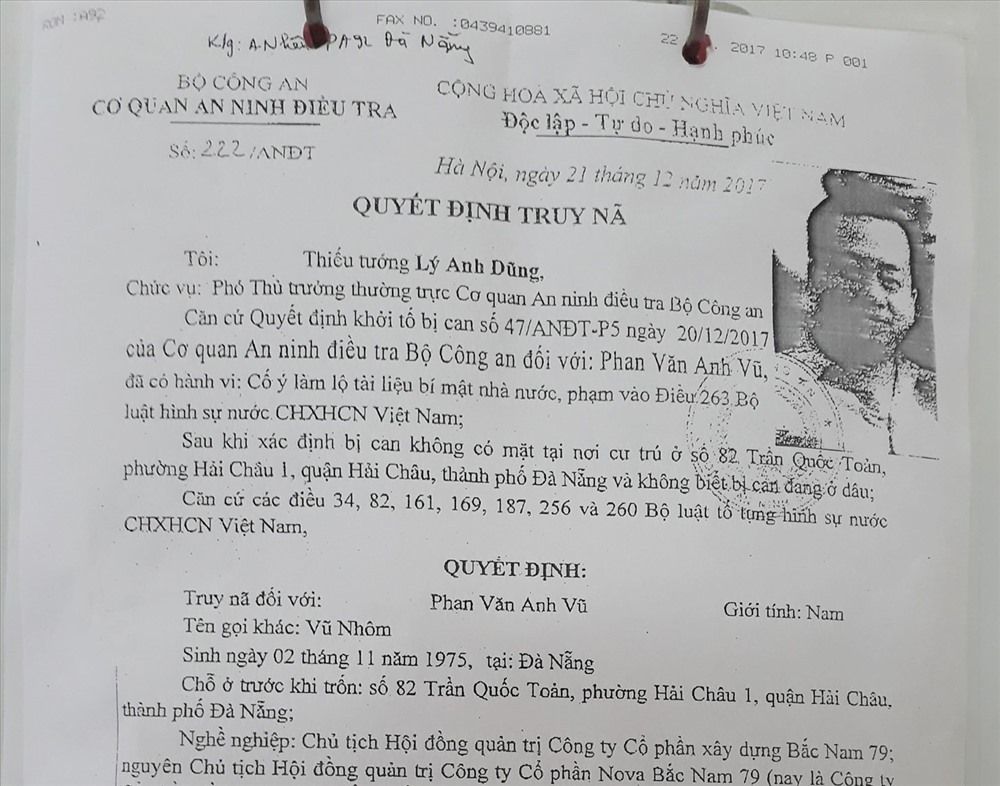 FAX NO. :0439410881
22 2017 10:48 P 001
K/g: A. PA92 Đà Nẵng
BỘ CÔNG AN
CƠ QUAN AN NINH ĐIỀU TRA
Số: 222/ANĐT
CỘNG HOÀ XÃ HỘI CHỦ NGHĨA VIỆT NAM
Độc lập - Tự do - Hạnh phúc
Hà Nội, ngày 21 tháng 12 năm 2017
QUYẾT ĐỊNH TRUY NÃ
Tôi: Thiếu tướng Lý Anh Dũng,
Chức vụ: Phó Thủ trưởng thường trực Cơ quan An ninh điều tra Bộ Công an
Căn cứ Quyết định khởi tố bị can số 47/ANĐT-P5 ngày 20/12/2017
của Cơ quan An ninh điều tra Bộ Công an đối với: Phan Văn Anh Vũ,
đã có hành vi: Cố ý làm lộ tài liệu bí mật nhà nước, phạm vào Điều 263 Bộ
luật hình sự nước CHXHCN Việt Nam;
Sau khi xác định bị can không có mặt tại nơi cư trú ở số 82 Trần Quốc Toản,
phường Hải Châu 1, quận Hải Châu, thành phố Đà Nẵng và không biết bị can đang ở đâu;
Căn cứ các điều 34, 82, 161, 169, 187, 256 và 260 Bộ luật tố tụng hình sự nước
CHXHCN Việt Nam,
QUYẾT ĐỊNH:
Truy nã đối với: Phan Văn Anh Vũ Giới tính: Nam
Tên gọi khác: Vũ Nhôm
Sinh ngày 02 tháng 11 năm 1975, tại: Đà Nẵng
Chỗ ở trước khi trốn: số 82 Trần Quốc Toản, phường Hải Châu 1, quận Hải Châu,
thành phố Đà Nẵng;
Nghề nghiệp: Chủ tịch Hội đồng quản trị Công ty Cổ phần xây dựng Bắc Nam 79;
nguyên Chủ tịch Hội đồng quản trị Công ty Cổ phần Nova Bắc Nam 79 (nay là Công ty